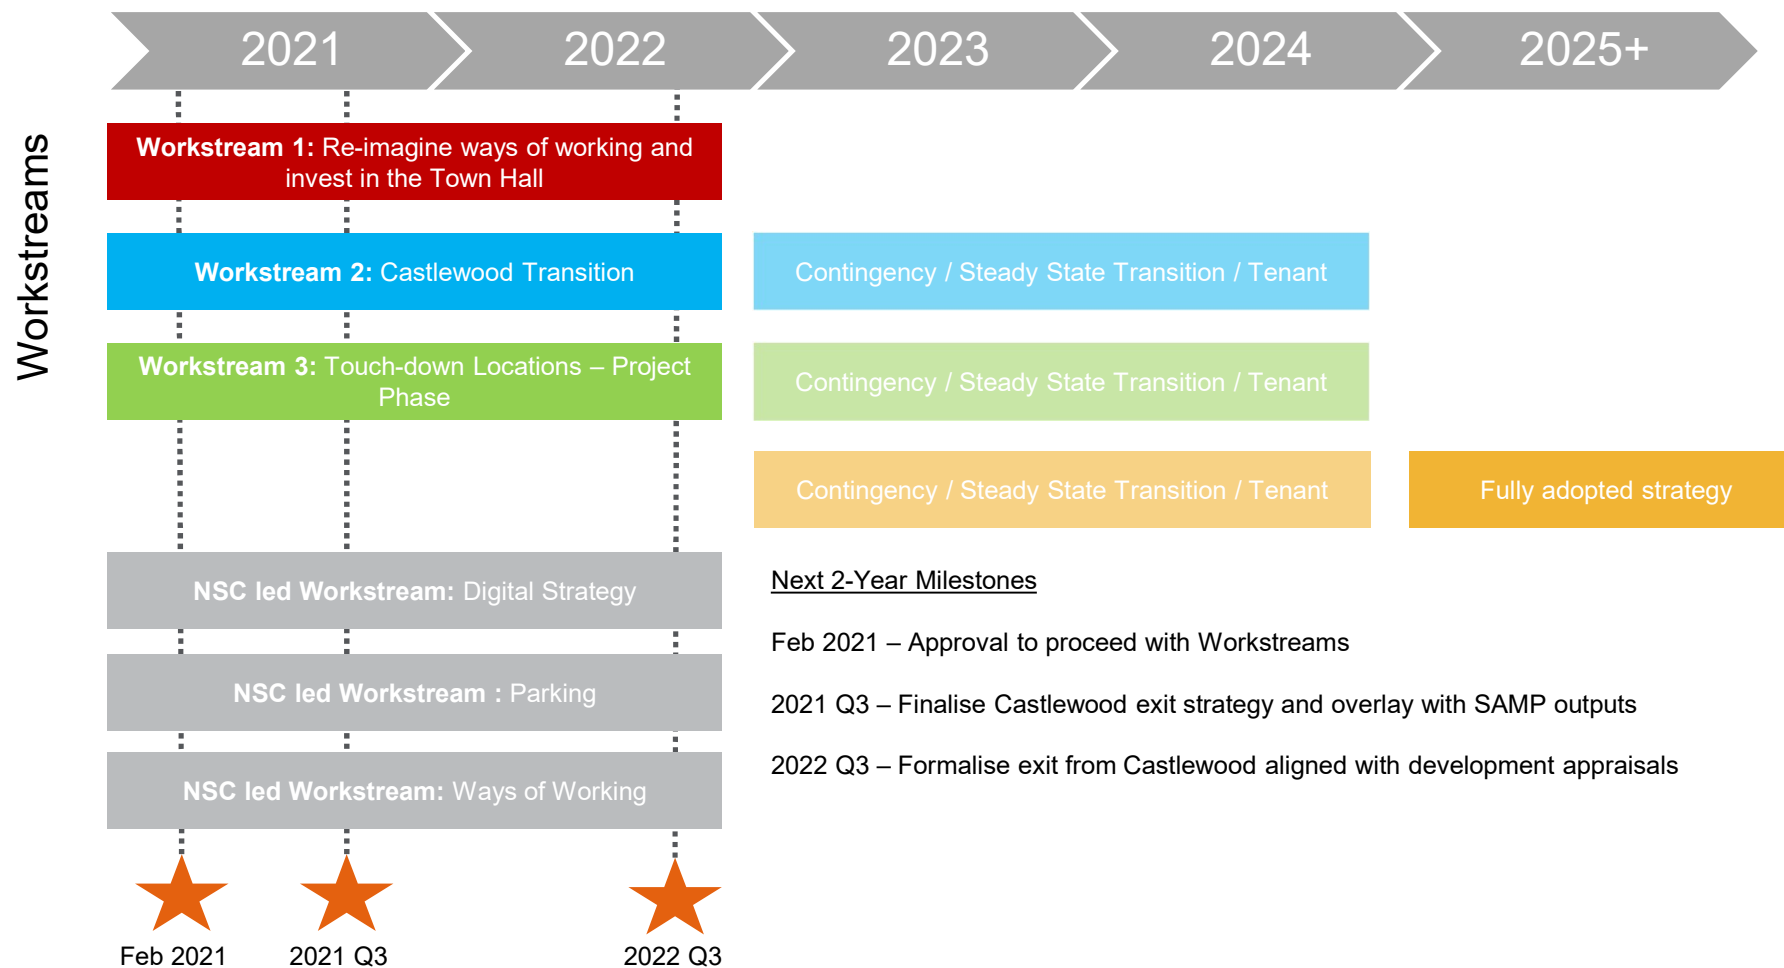 2021
2022
2023
2024
2025+
Workstreams
Workstream 1: Re-imagine ways of working and
invest in the Town Hall
Workstream 2: Castlewood Transition
Contingency / Steady State Transition / Tenant
Workstream 3: Touch-down Locations – Project
Phase
Contingency / Steady State Transition / Tenant
Contingency / Steady State Transition / Tenant
Fully adopted strategy
NSC led Workstream: Digital Strategy
NSC led Workstream : Parking
NSC led Workstream: Ways of Working
Next 2-Year Milestones
Feb 2021 – Approval to proceed with Workstreams
2021 Q3 – Finalise Castlewood exit strategy and overlay with SAMP outputs
2022 Q3 – Formalise exit from Castlewood aligned with development appraisals
Feb 2021
2021 Q3
2022 Q3